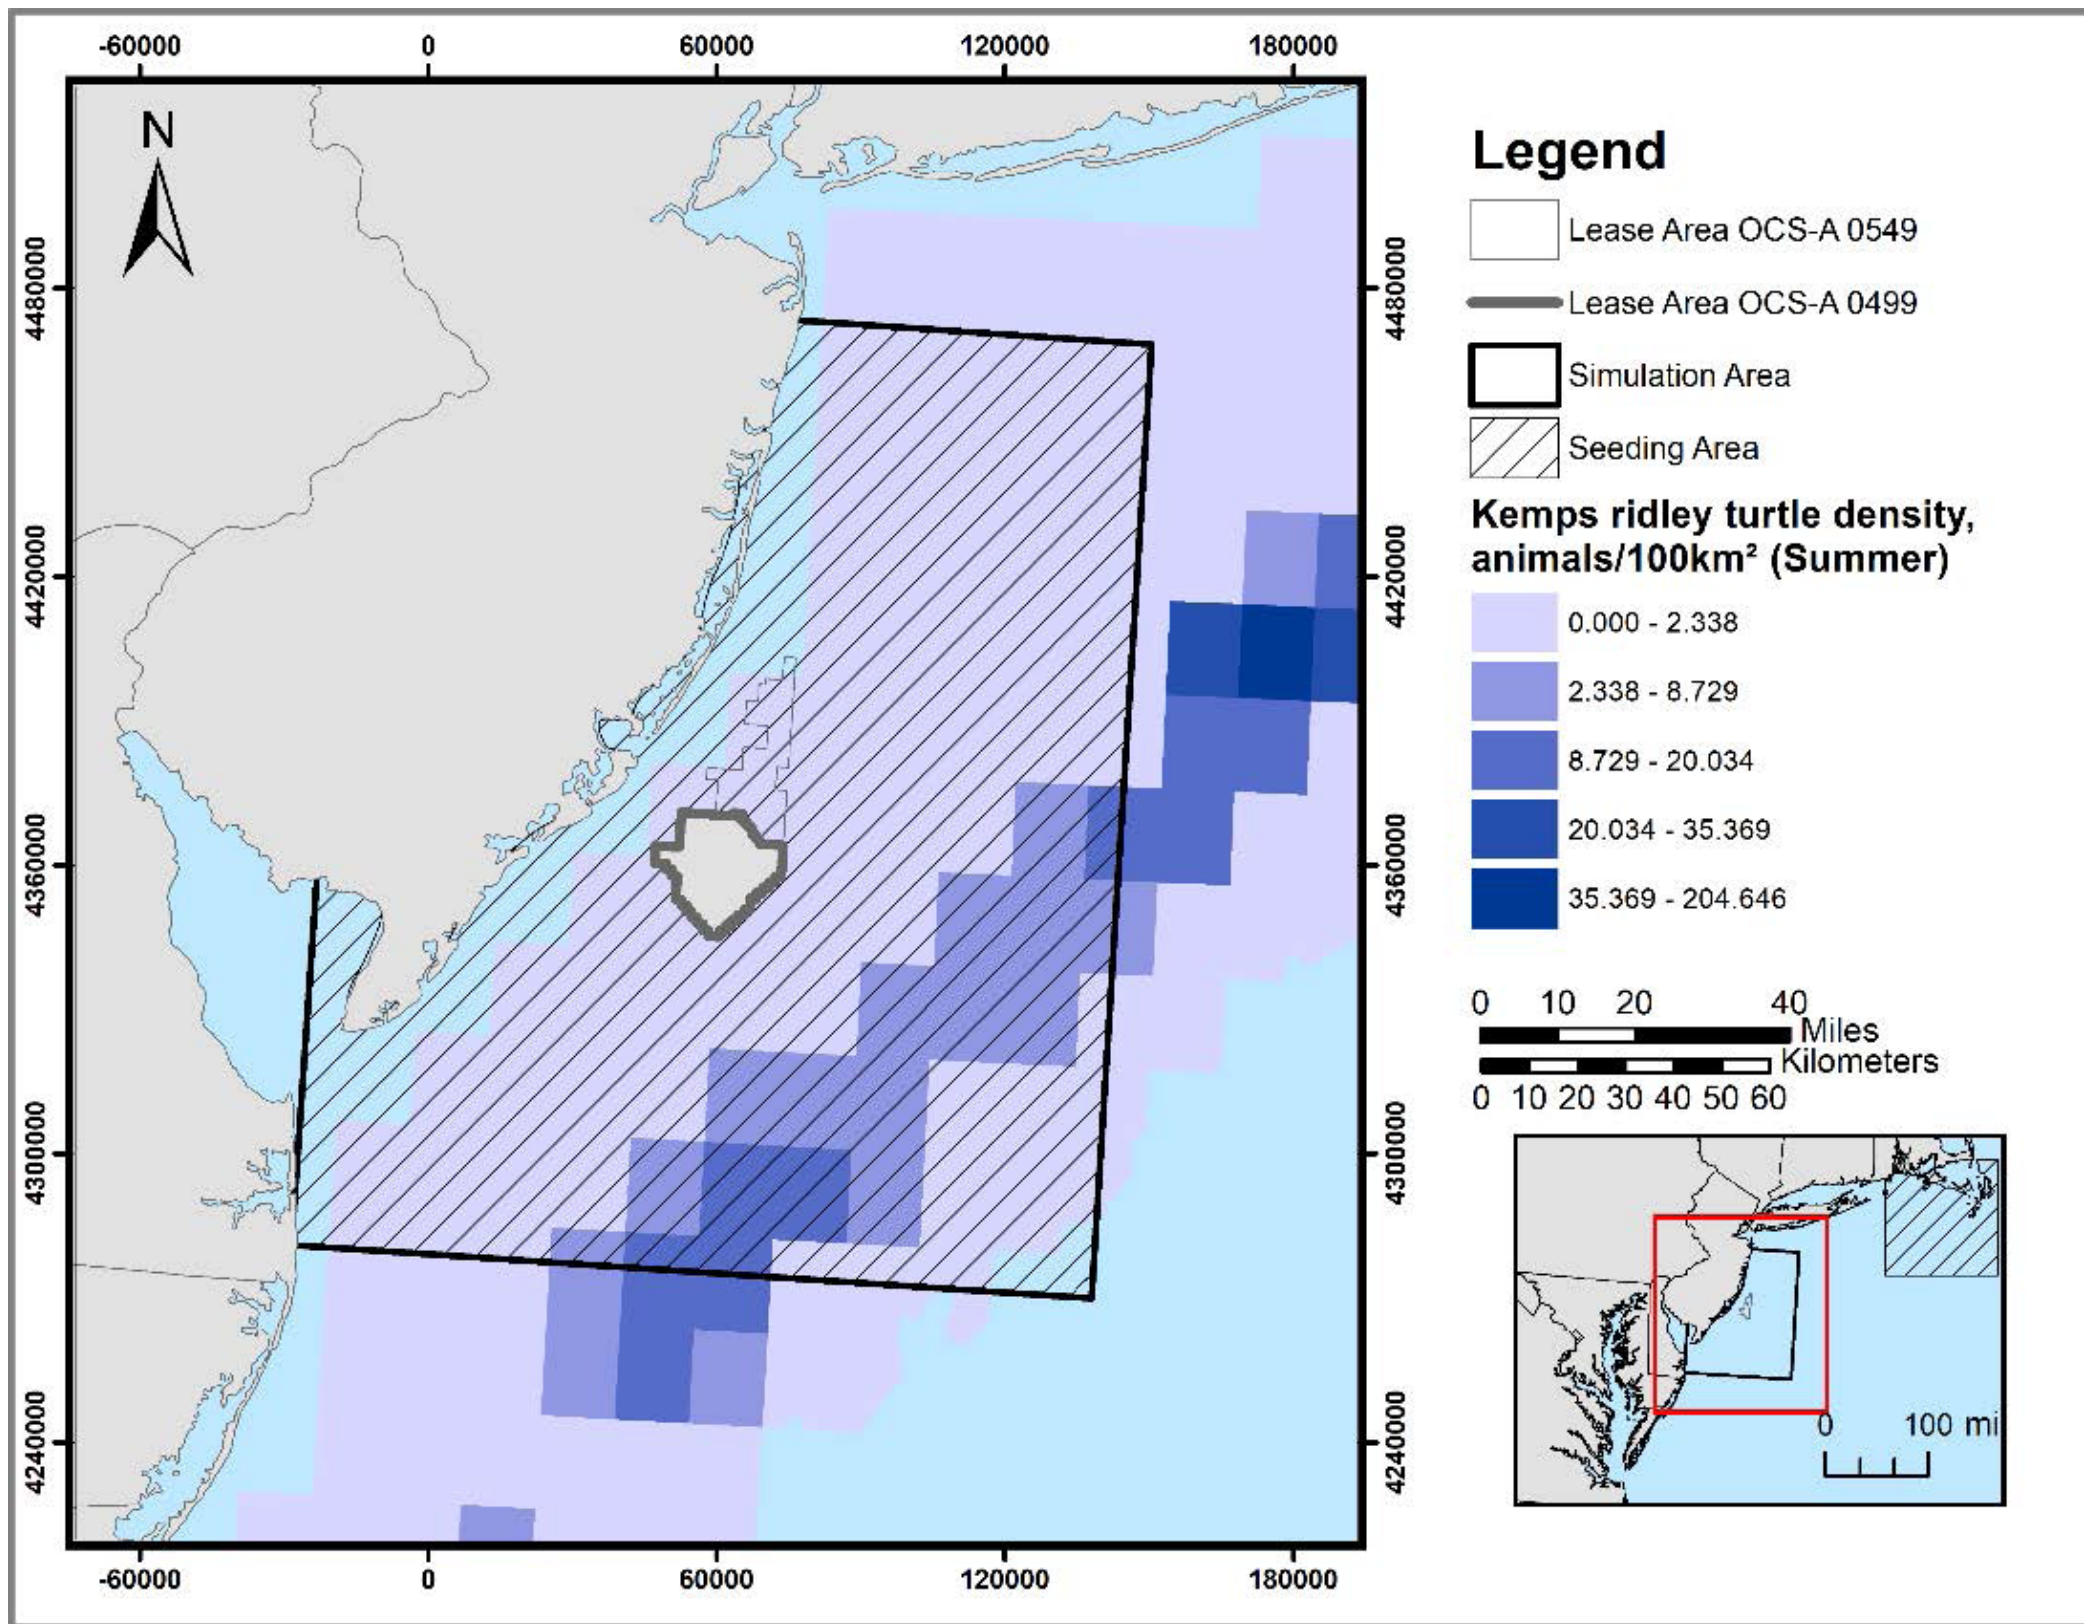 -60000 0 60000 120000 180000
N
4480000
4420000
4360000
4300000
4240000
4480000
4420000
4360000
4300000
4240000
-60000 0 60000 120000 180000
Legend
Lease Area OCS-A 0549
Lease Area OCS-A 0499
Simulation Area
Seeding Area
Kemps ridley turtle density,
animals/100km² (Summer)
0.000 - 2.338
2.338 - 8.729
8.729 - 20.034
20.034 - 35.369
35.369 - 204.646
0 10 20 40
Miles
Kilometers
0 10 20 30 40 50 60
0 100 mi